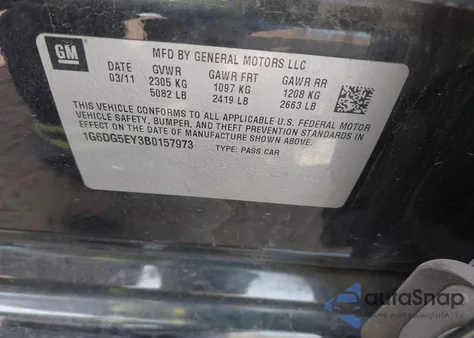 GM
MFD BY GENERAL MOTORS LLC
DATE GVWR GAWR FRT GAWR RR
03/11 2305 KG 1097 KG 1208 KG
5082 LB 2419 LB 2663 LB
THIS VEHICLE CONFORMS TO ALL APPLICABLE U.S. FEDERAL MOTOR
VEHICLE SAFETY, BUMPER, AND THEFT PREVENTION STANDARDS IN
EFFECT ON THE DATE OF MANUFACTURE SHOWN ABOVE.
1G6DG5EY3B0157973 TYPE: PASS CAR
autoSnap